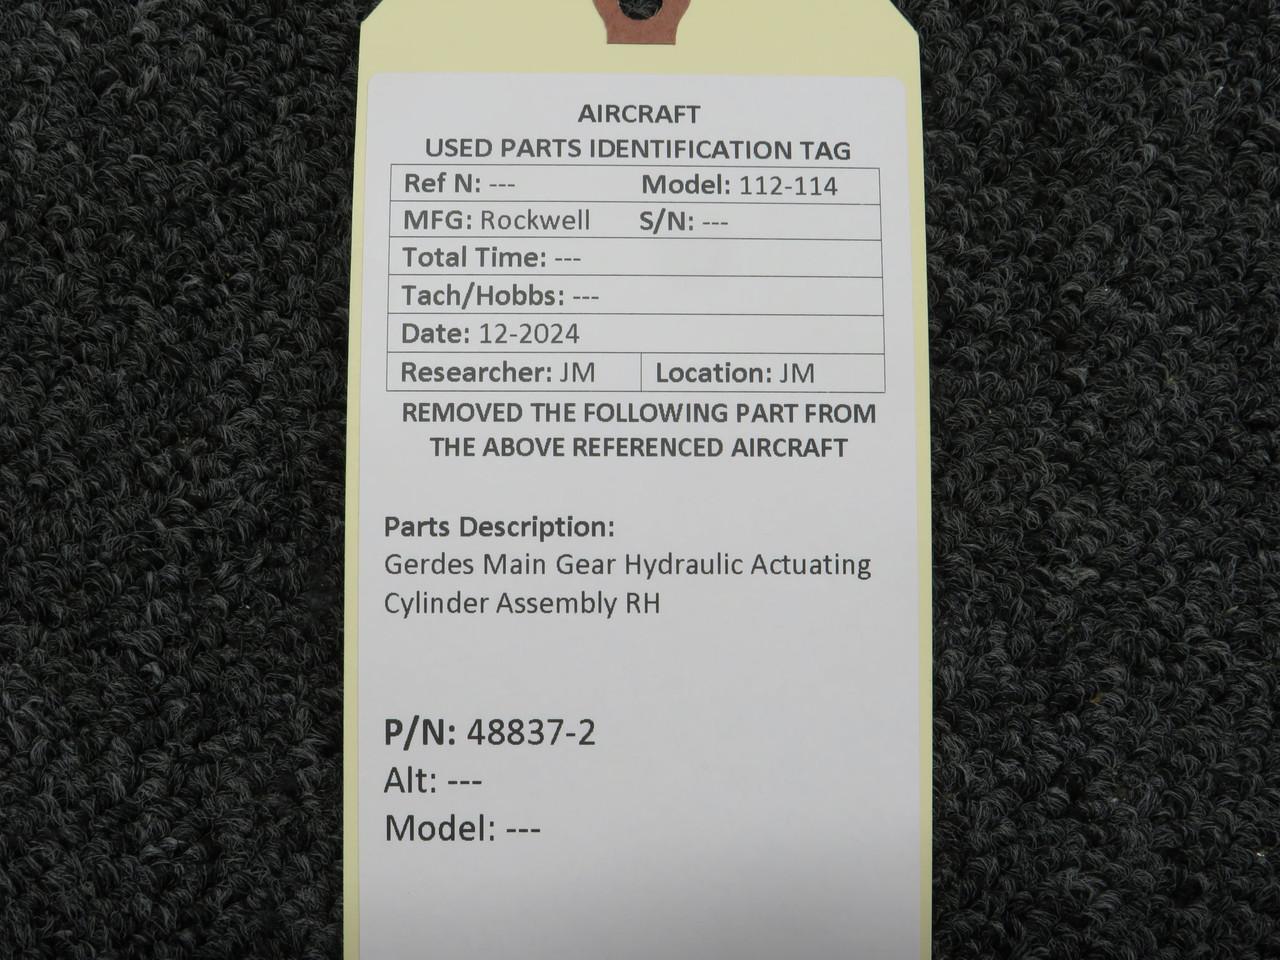 AIRCRAFT
USED PARTS IDENTIFICATION TAG
Ref N: --- Model: 112-114
MFG: Rockwell S/N: ---
Total Time: ---
Tach/Hobbs: ---
Date: 12-2024
Researcher: JM Location: JM
REMOVED THE FOLLOWING PART FROM
THE ABOVE REFERENCED AIRCRAFT
Parts Description:
Gerdes Main Gear Hydraulic Actuating
Cylinder Assembly RH
P/N: 48837-2
Alt: ---
Model: ---